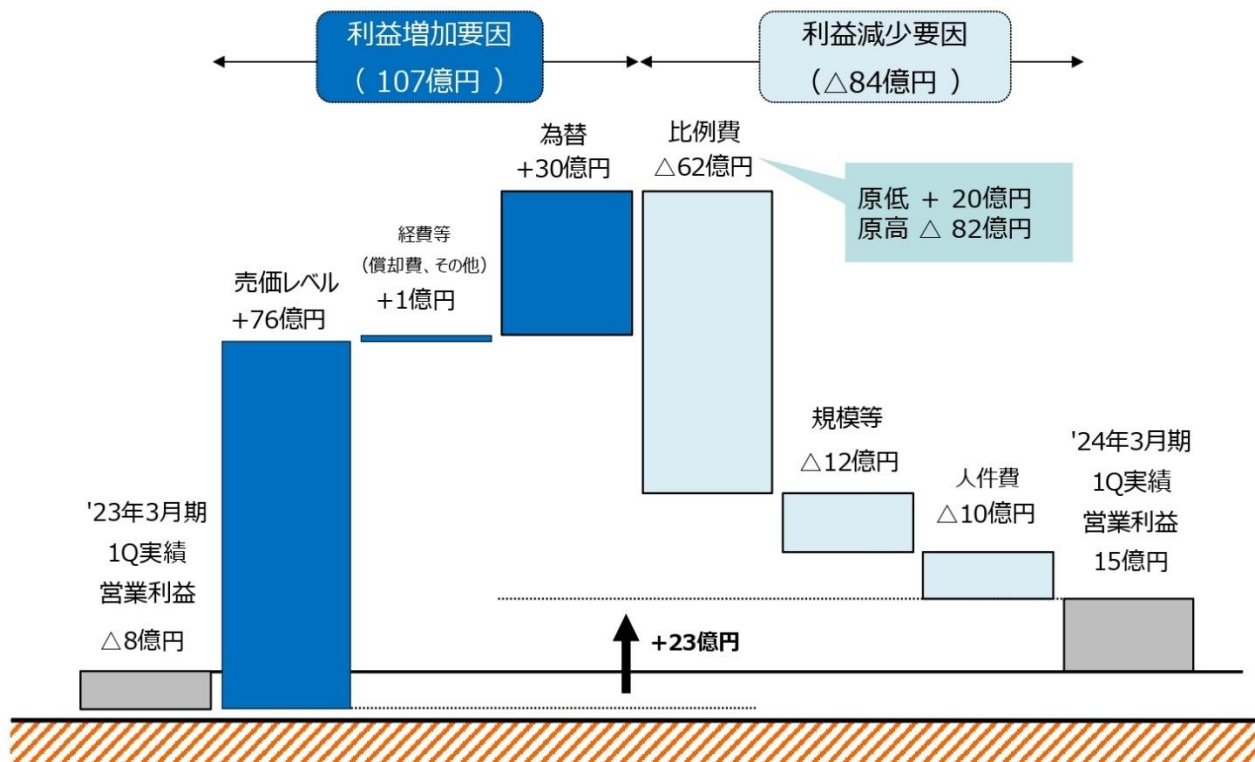 利益増加要因
（ 107億円 ）
利益減少要因
（△84億円 ）
為替
+30億円
比例費
△62億円
原低 + 20億円
原高 △ 82億円
経費等
（償却費、その他）
+1億円
売価レベル
+76億円
規模等
△12億円
人件費
△10億円
'24年3月期
1Q実績
営業利益
15億円
'23年3月期
1Q実績
営業利益
△8億円
+23億円